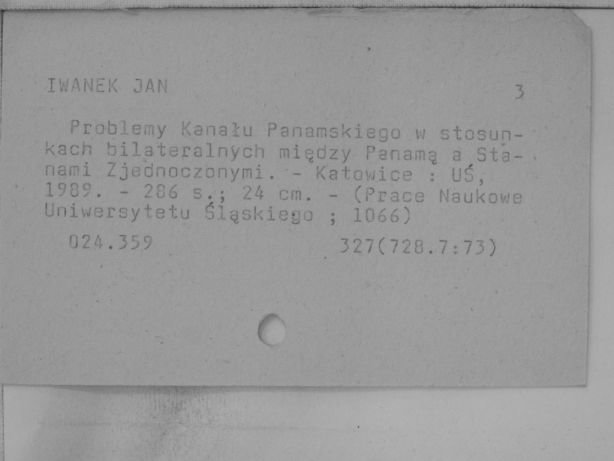 IWANEK JAN 3
Problemy Kanału Panamskiego w stosun-
kach bilateralnych między Panamą a Sta-
nami Zjednoczonymi. - Katowice : UŚ,
1989. - 286 s.; 24 cm. - (Prace Naukowe
Uniwersytetu Śląskiego ; 1066)
024.359 327(728.7:73)